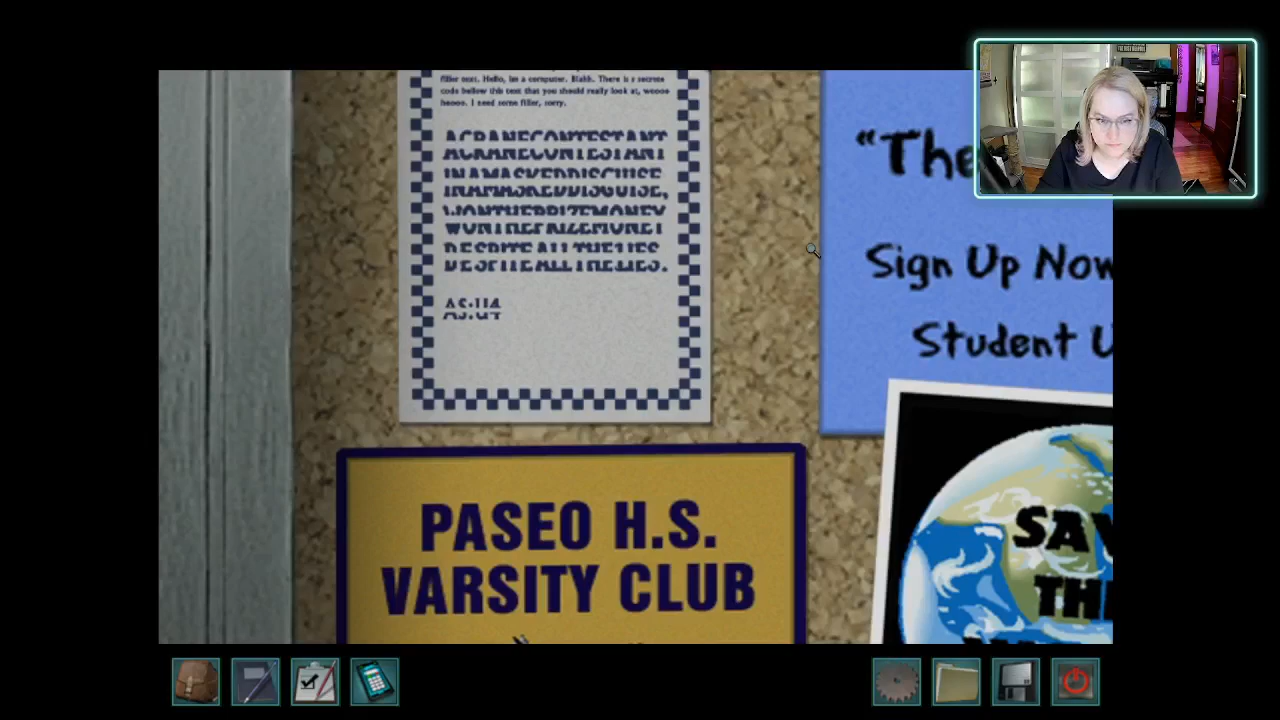 filler text. Hello, Im a computer. Blahh. There is a secrete
code bellow this text that you should really look at, woooo
hoooo. I need some filler, sorry.
ACRANECONTESTANT
INAMASKEDDISGUISE,
WONTHEPRIZEMONEY
DESPITEALLTHELIES.
AS:U4
"The
Sign Up Now
Student U
PASEO H.S.
VARSITY CLUB
SAV
TH